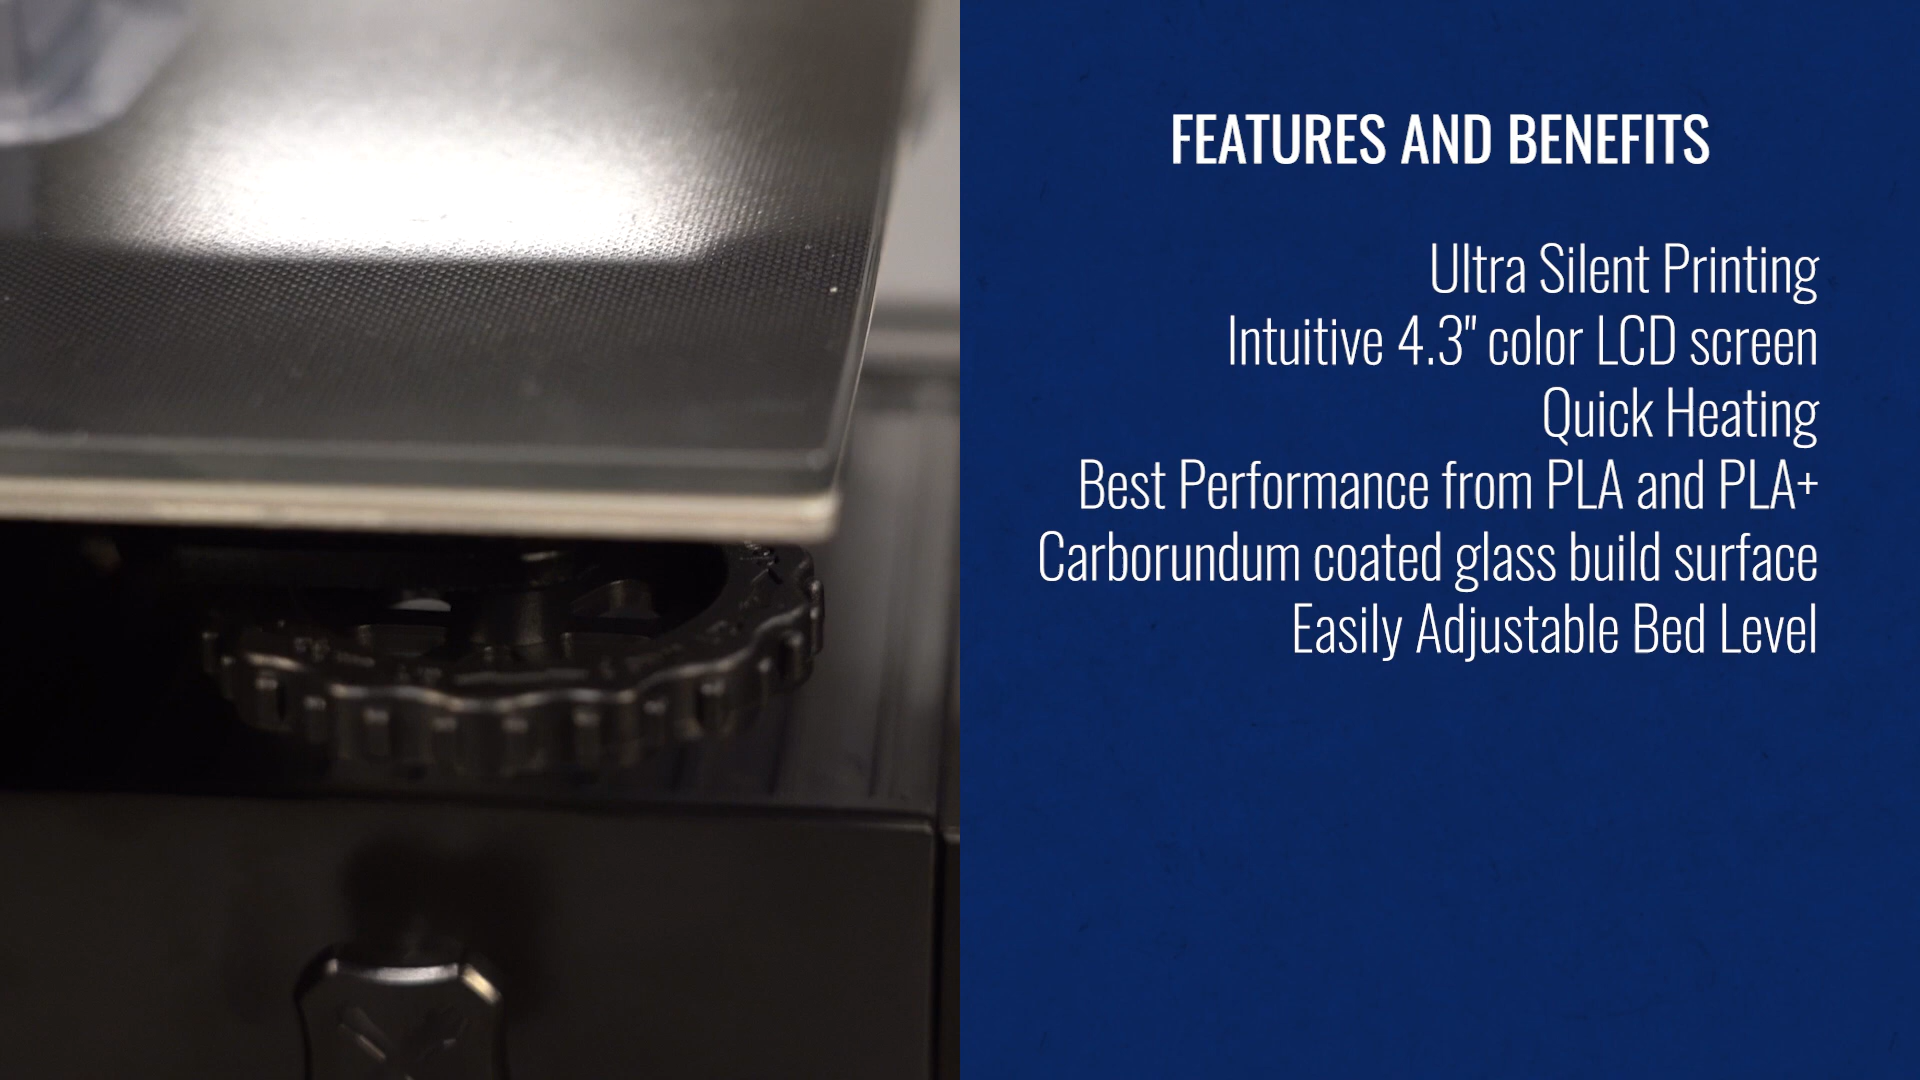 FEATURES AND BENEFITS
Ultra Silent Printing
Intuitive 4.3" color LCD screen
Quick Heating
Best Performance from PLA and PLA+
Carborundum coated glass build surface
Easily Adjustable Bed Level